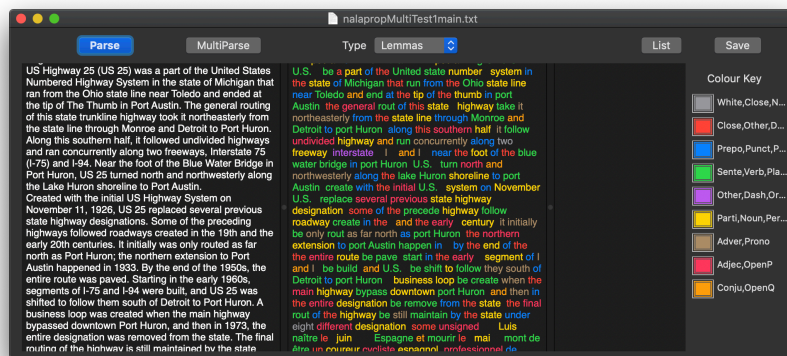 nalapropMultiTest1main.txt
Parse
MultiParse
Type
Lemmas
List
Save
US Highway 25 (US 25) was a part of the United States
Numbered Highway System in the state of Michigan that
ran from the Ohio state line near Toledo and ended at
the tip of The Thumb in Port Austin. The general routing
of this state trunkline highway took it northeasterly from
the state line through Monroe and Detroit to Port Huron.
Along this southern half, it followed undivided highways
and ran concurrently along two freeways, Interstate 75
(I-75) and I-94. Near the foot of the Blue Water Bridge in
Port Huron, US 25 turned north and northwesterly along
the Lake Huron shoreline to Port Austin.
Created with the initial US Highway System on
November 11, 1926, US 25 replaced several previous
state highway designations. Some of the preceding
highways followed roadways created in the 19th and the
early 20th centuries. It initially was only routed as far
north as Port Huron; the northern extension to Port
Austin happened in 1933. By the end of the 1950s, the
entire route was paved. Starting in the early 1960s,
segments of I-75 and I-94 were built, and US 25 was
shifted to follow them south of Detroit to Port Huron. A
business loop was created when the main highway
bypassed downtown Port Huron, and then in 1973, the
entire designation was removed from the state. The final
routing of the highway is still maintained by the state
U.S. be a part of the United state number system in
the state of Michigan that run from the Ohio state line
near Toledo and end at the tip of the thumb in port
Austin the general rout of this state highway take it
northeasterly from the state line through Monroe and
Detroit to port Huron along this southern half it follow
undivided highway and run concurrently along two
freeway interstate I and I near the foot of the blue
water bridge in port Huron U.S. turn north and
northwesterly along the lake Huron shoreline to port
Austin create with the initial U.S. system on November
U.S. replace several previous state highway
designation some of the precede highway follow
roadway create in the and the early century it initially
be only rout as far north as port Huron the northern
extension to port Austin happen in by the end of the
the entire route be pave start in the early segment of I
and I be build and U.S. be shift to follow they south of
Detroit to port Huron business loop be create when the
main highway bypass downtown port Huron and then in
the entire designation be remove from the state the final
rout of the highway be still maintain by the state under
eight different designation some unsigned Luis
naître le juin Espagne et mourir le mai mont de
être un coureur cycliste espagnol professionnel de
Colour Key
White,Close,N...
Close,Other,D...
Prepo,Punct,P...
Sente,Verb,Pla...
Other,Dash,Or...
Parti,Noun,Per...
Adver,Prono
Adjec,OpenP
Conju,OpenQ